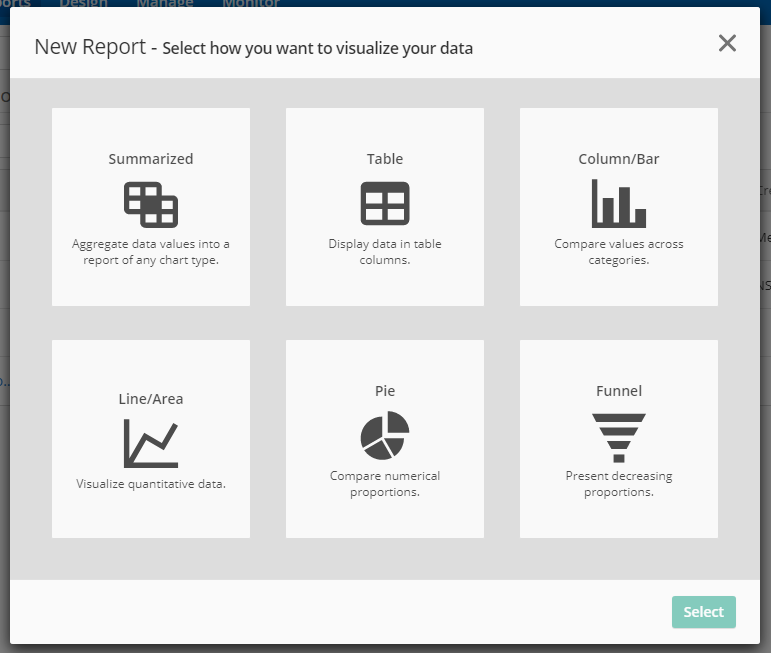 Design Manage Monitor
New Report - Select how you want to visualize your data
Summarized
Aggregate data values into a
report of any chart type.
Table
Display data in table
columns.
Column/Bar
Compare values across
categories.
Line/Area
Visualize quantitative data.
Pie
Compare numerical
proportions.
Funnel
Present decreasing
proportions.
Select